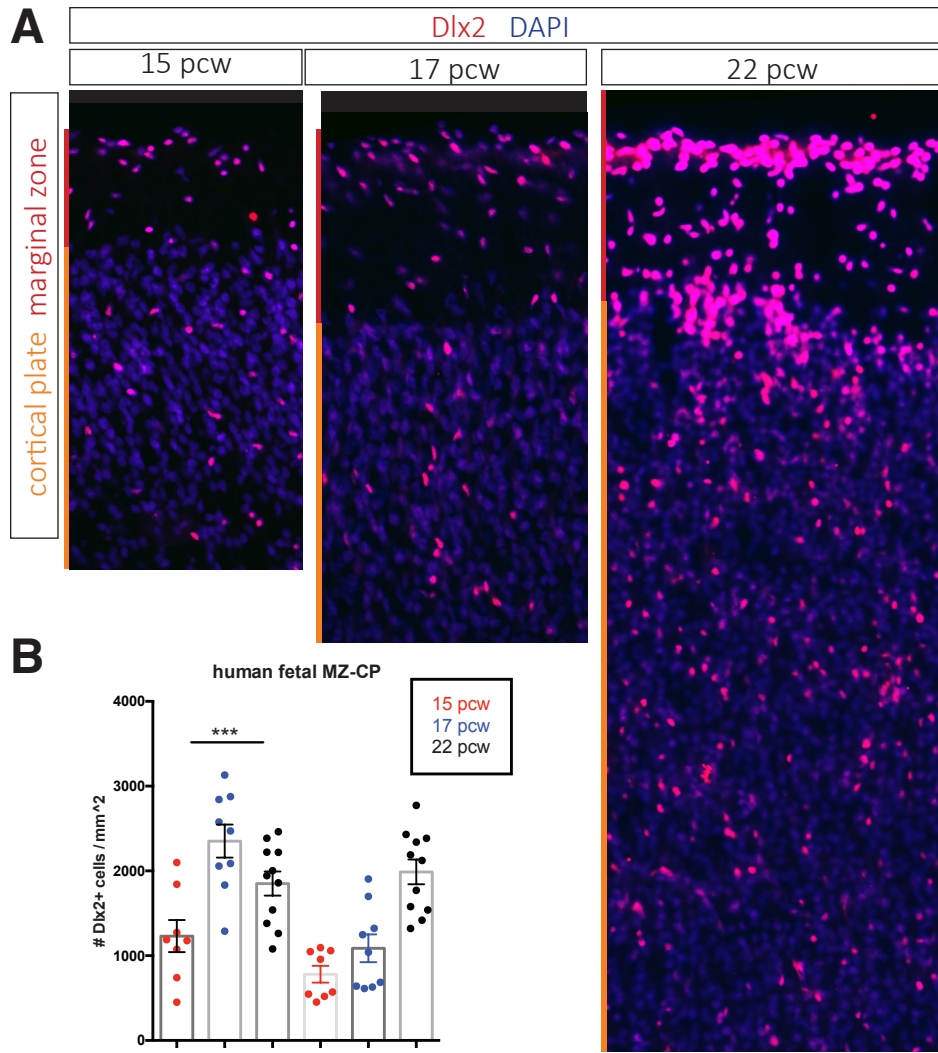 A
Dlx2 DAPI
15 pcw
17 pcw
22 pcw
marginal zone
cortical plate
B
human fetal MZ-CP
15 pcw
17 pcw
22 pcw
***
# Dlx2+ cells / mm^2
4000
3000
2000
1000
0